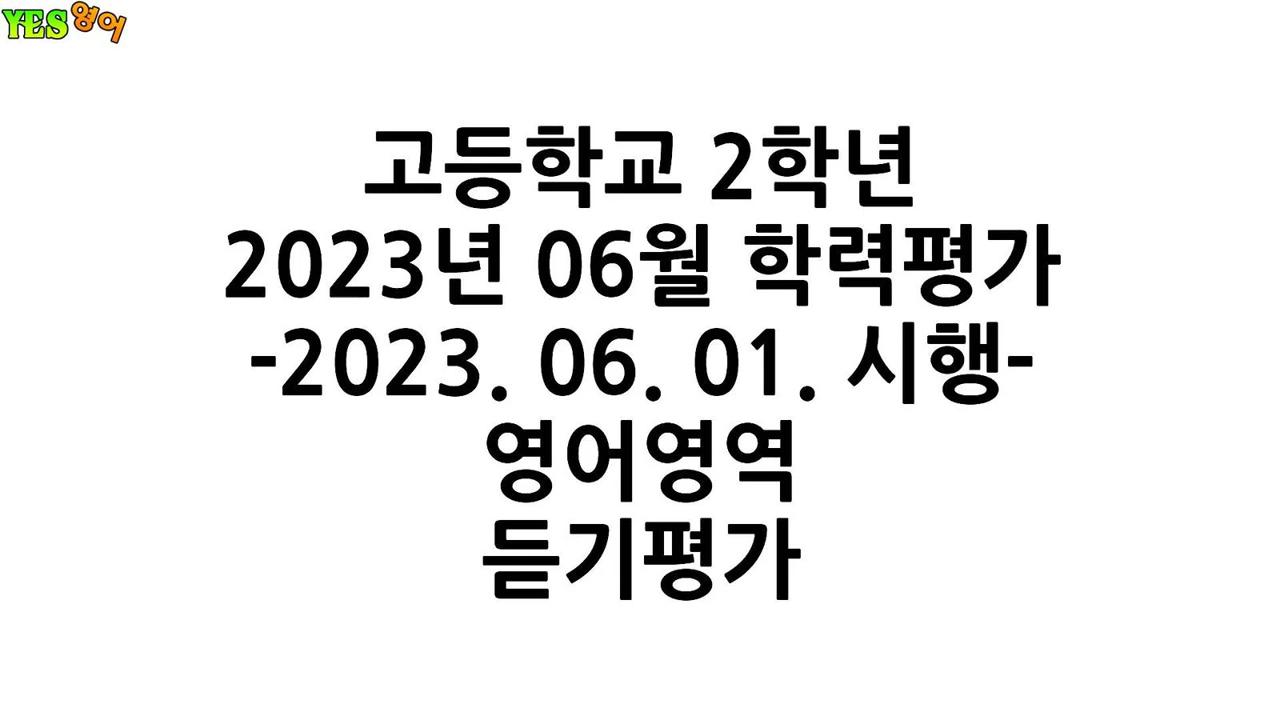 YES영어
고등학교 2학년
2023년 06월 학력평가
-2023. 06. 01. 시행-
영어영역
듣기평가